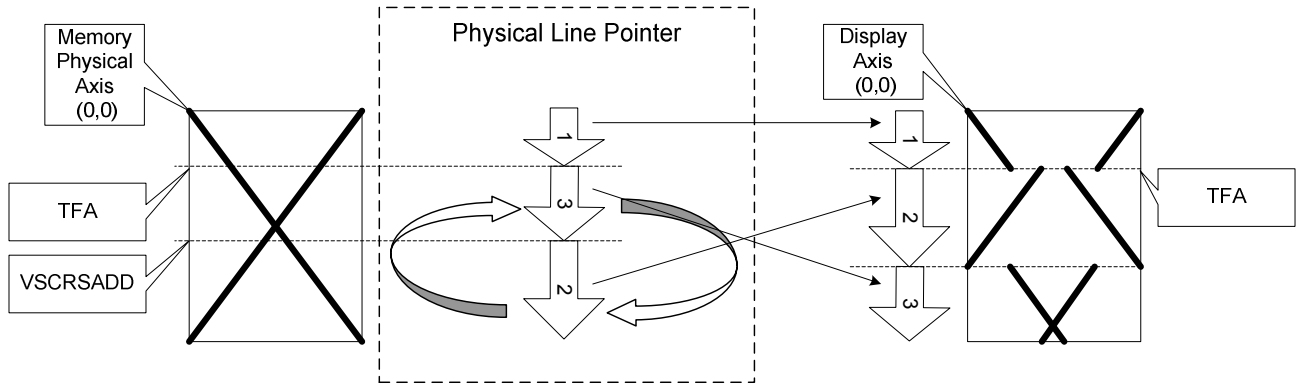 Memory
Physical
Axis
(0,0)
TFA
VSCRSADD
Physical Line Pointer
1
3
2
1
2
3
Display
Axis
(0,0)
TFA